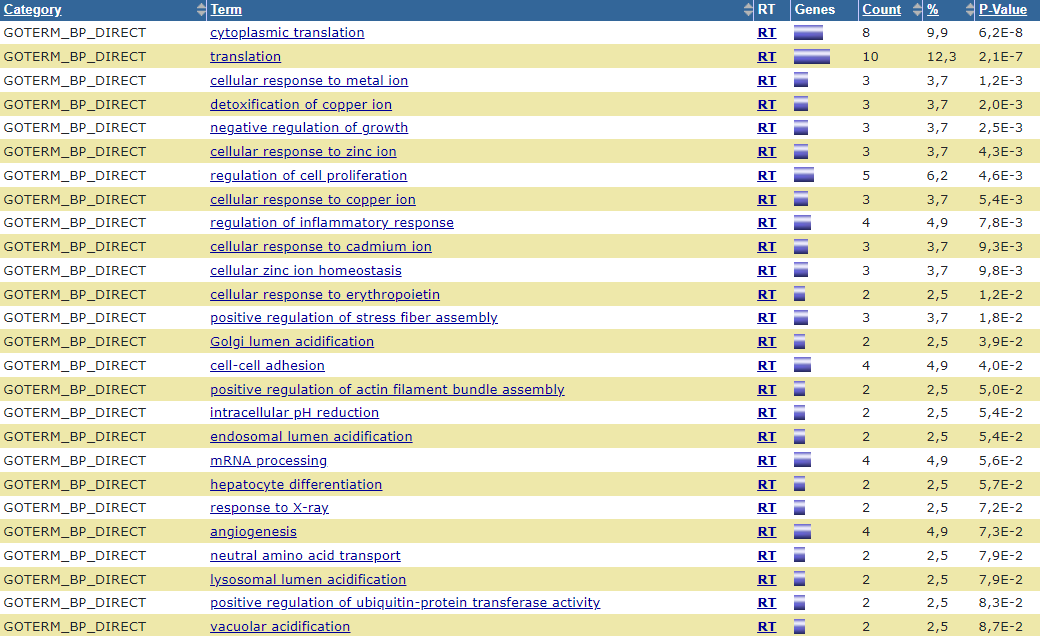 Category Term RT Genes Count % P-Value
GOTERM_BP_DIRECT cytoplasmic translation RT 8 9,9 6,2E-8
GOTERM_BP_DIRECT translation RT 10 12,3 2,1E-7
GOTERM_BP_DIRECT cellular response to metal ion RT 3 3,7 1,2E-3
GOTERM_BP_DIRECT detoxification of copper ion RT 3 3,7 2,0E-3
GOTERM_BP_DIRECT negative regulation of growth RT 3 3,7 2,5E-3
GOTERM_BP_DIRECT cellular response to zinc ion RT 3 3,7 4,3E-3
GOTERM_BP_DIRECT regulation of cell proliferation RT 5 6,2 4,6E-3
GOTERM_BP_DIRECT cellular response to copper ion RT 3 3,7 5,4E-3
GOTERM_BP_DIRECT regulation of inflammatory response RT 4 4,9 7,8E-3
GOTERM_BP_DIRECT cellular response to cadmium ion RT 3 3,7 9,3E-3
GOTERM_BP_DIRECT cellular zinc ion homeostasis RT 3 3,7 9,8E-3
GOTERM_BP_DIRECT cellular response to erythropoietin RT 2 2,5 1,2E-2
GOTERM_BP_DIRECT positive regulation of stress fiber assembly RT 3 3,7 1,8E-2
GOTERM_BP_DIRECT Golgi lumen acidification RT 2 2,5 3,9E-2
GOTERM_BP_DIRECT cell-cell adhesion RT 4 4,9 4,0E-2
GOTERM_BP_DIRECT positive regulation of actin filament bundle assembly RT 2 2,5 5,0E-2
GOTERM_BP_DIRECT intracellular pH reduction RT 2 2,5 5,4E-2
GOTERM_BP_DIRECT endosomal lumen acidification RT 2 2,5 5,4E-2
GOTERM_BP_DIRECT mRNA processing RT 4 4,9 5,6E-2
GOTERM_BP_DIRECT hepatocyte differentiation RT 2 2,5 5,7E-2
GOTERM_BP_DIRECT response to X-ray RT 2 2,5 7,2E-2
GOTERM_BP_DIRECT angiogenesis RT 4 4,9 7,3E-2
GOTERM_BP_DIRECT neutral amino acid transport RT 2 2,5 7,9E-2
GOTERM_BP_DIRECT lysosomal lumen acidification RT 2 2,5 7,9E-2
GOTERM_BP_DIRECT positive regulation of ubiquitin-protein transferase activity RT 2 2,5 8,3E-2
GOTERM_BP_DIRECT vacuolar acidification RT 2 2,5 8,7E-2